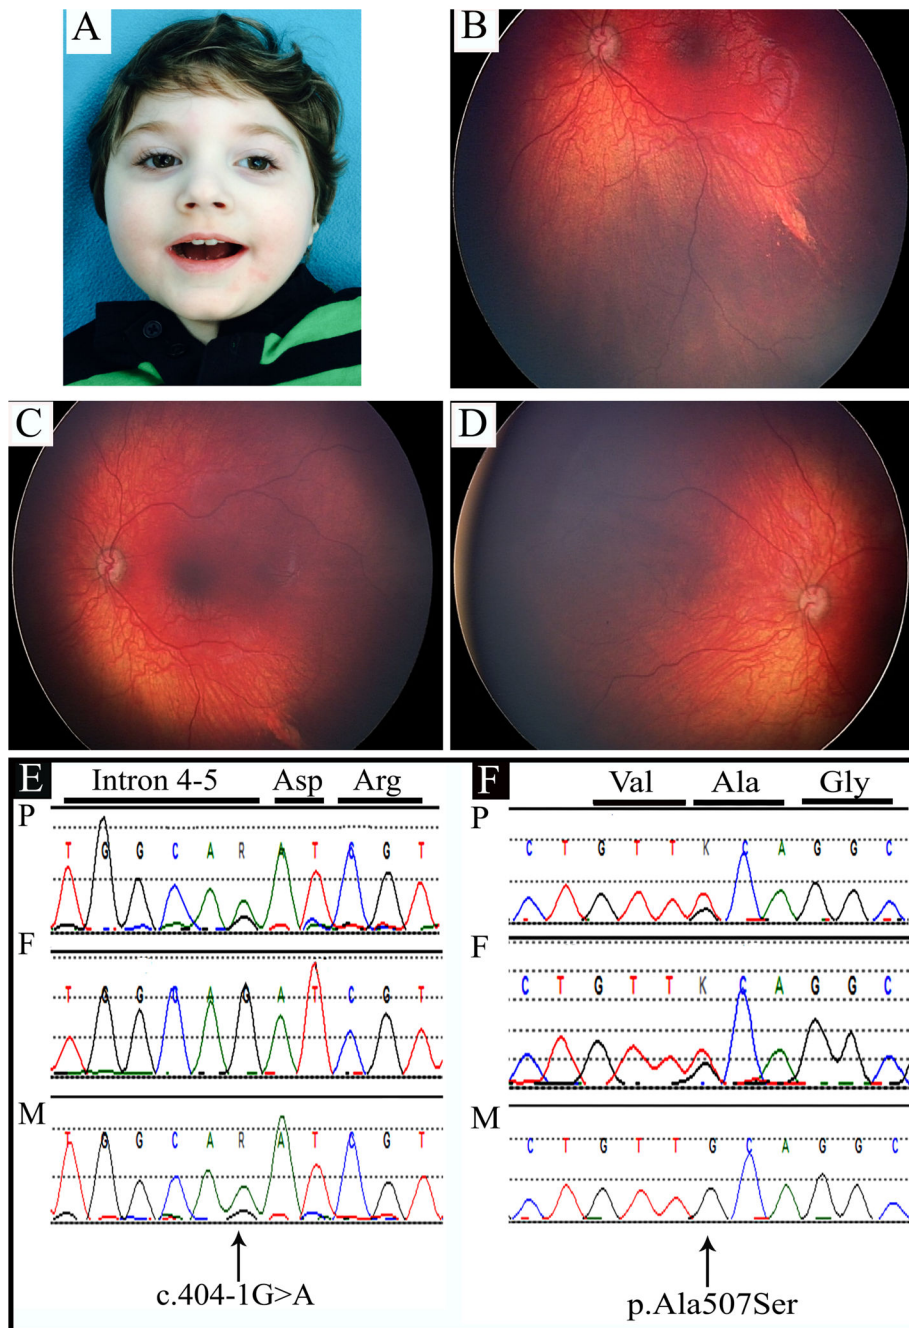 A
B
C
D
E
Intron 4-5 Asp Arg
P
T G G C A R A T C G T
F
T G G C A G A T C G T
M
T G G C A R A T C G T
c.404-1G>A
F
Val Ala Gly
P
C T G T T K C A G G C
F
C T G T T K C A G G C
M
C T G T T G C A G G C
p.Ala507Ser